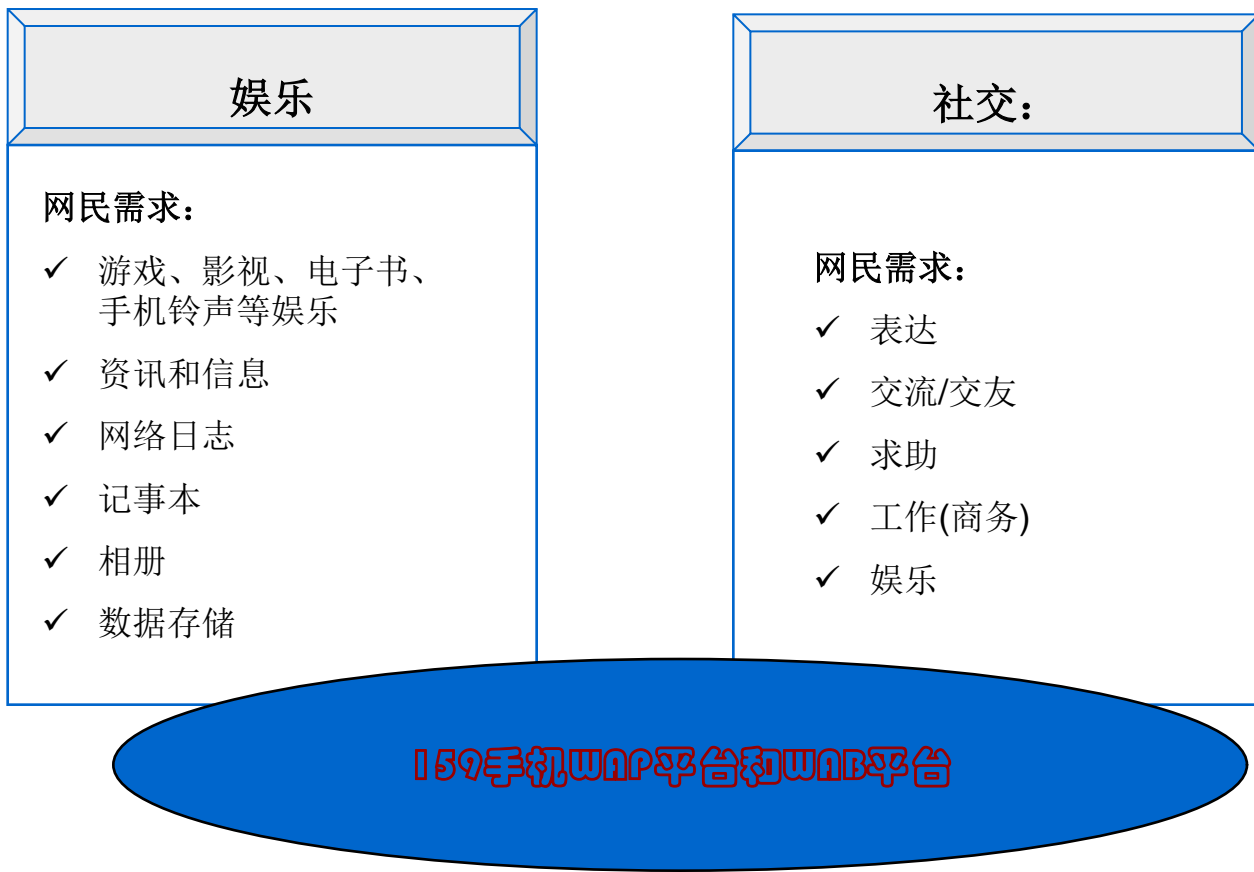 娱乐
网民需求：
✓ 游戏、影视、电子书、
手机铃声等娱乐
✓ 资讯和信息
✓ 网络日志
✓ 记事本
✓ 相册
✓ 数据存储
社交：
网民需求：
✓ 表达
✓ 交流/交友
✓ 求助
✓ 工作(商务)
✓ 娱乐
159手机WAP平台和WAB平台